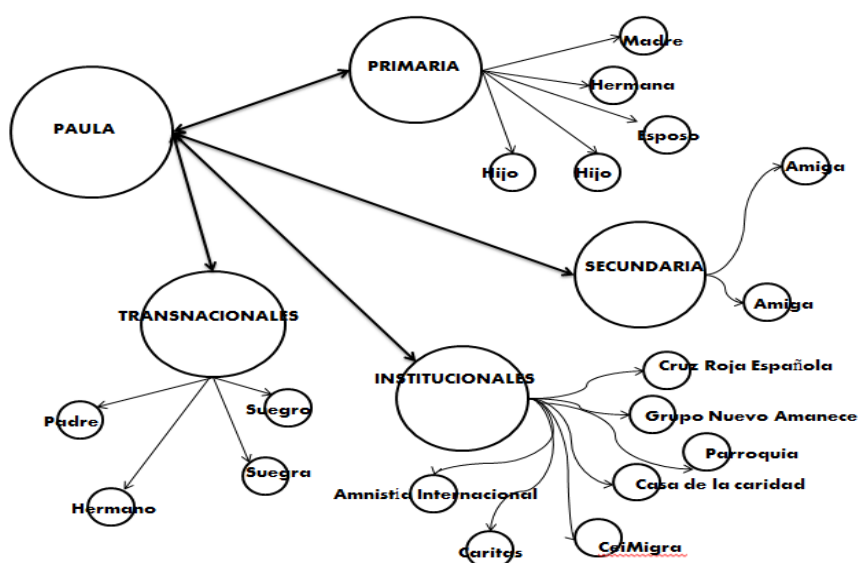 PAULA
PRIMARIA
Madre
Hermana
Esposo
Hijo
Hijo
SECUNDARIA
Amiga
Amiga
TRANSNACIONALES
Padre
Hermano
Suegro
Suegra
INSTITUCIONALES
Cruz Roja Española
Grupo Nuevo Amanece
Parroquia
Casa de la caridad
CeiMigra
Caritas
Amnistía Internacional